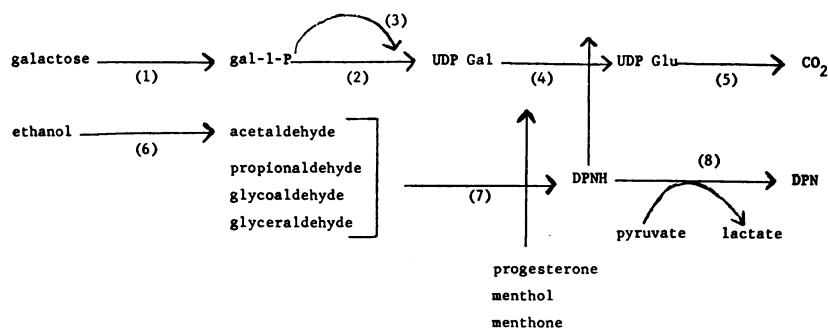 (3)
galactose (1) gal-1-P (2) UDP Gal (4) UDP Glu (5) CO2
ethanol (6) acetaldehyde
propionaldehyde
glycoaldehyde
glyceraldehyde
(7) DPNH (8) DPN
pyruvate lactate
progesterone
menthol
menthone